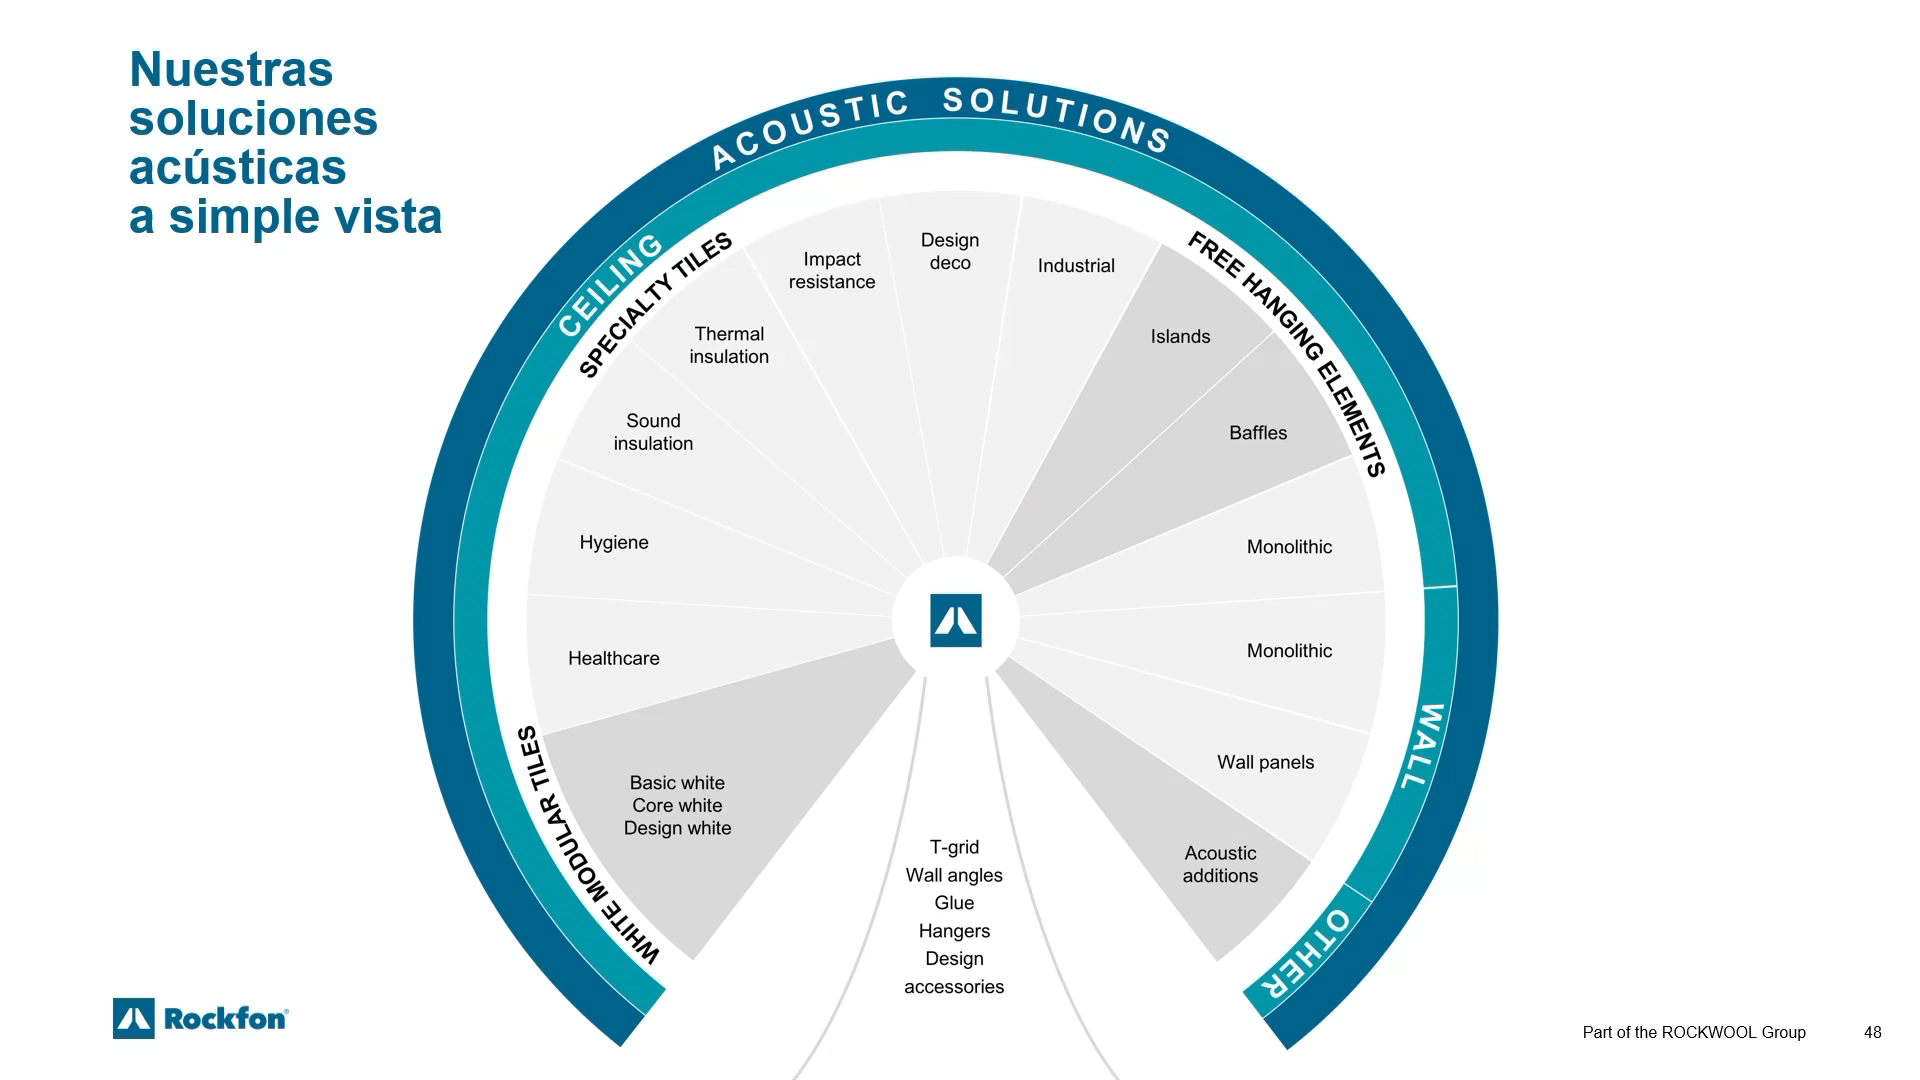 Nuestras
soluciones
acústicas
a simple vista
ACOUSTIC SOLUTIONS
CEILING
SPECIALTY TILES
FREE HANGING ELEMENTS
WHITE MODULAR TILES
WALL
OTHER
Impact
resistance
Design
deco
Industrial
Thermal
insulation
Islands
Sound
insulation
Baffles
Hygiene
Monolithic
Healthcare
Monolithic
Basic white
Core white
Design white
Wall panels
Acoustic
additions
T-grid
Wall angles
Glue
Hangers
Design
accessories
Rockfon®
Part of the ROCKWOOL Group
48